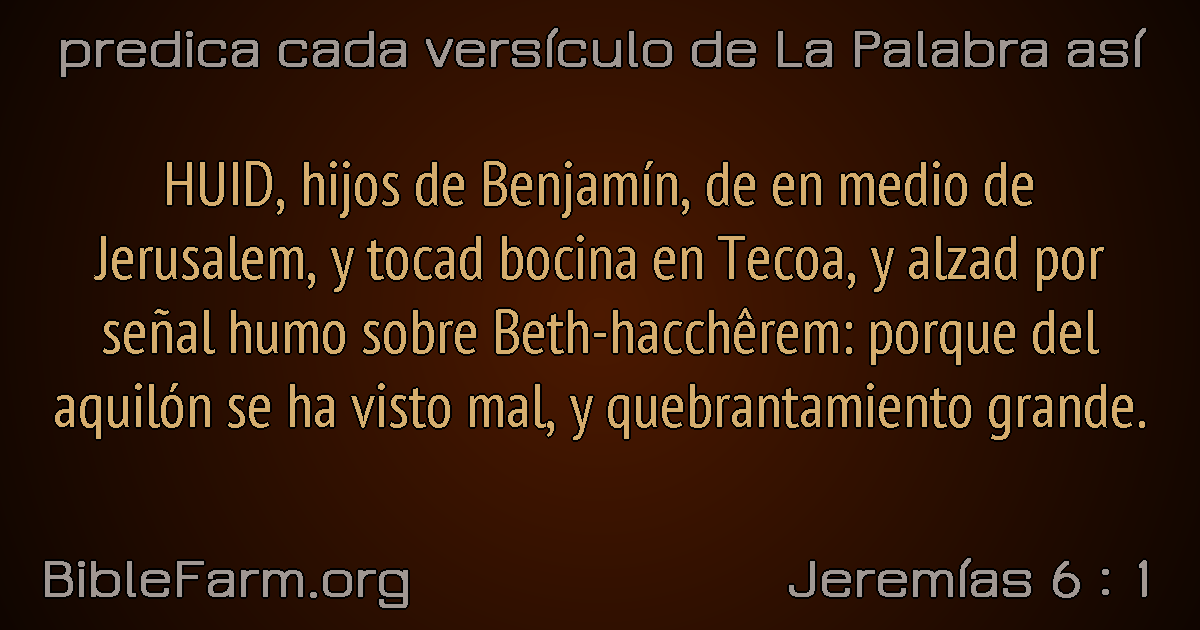 predica cada versículo de La Palabra así
HUID, hijos de Benjamín, de en medio de
Jerusalem, y tocad bocina en Tecoa, y alzad por
señal humo sobre Beth-hacchêrem: porque del
aquilón se ha visto mal, y quebrantamiento grande.
BibleFarm.org
Jeremías 6 : 1